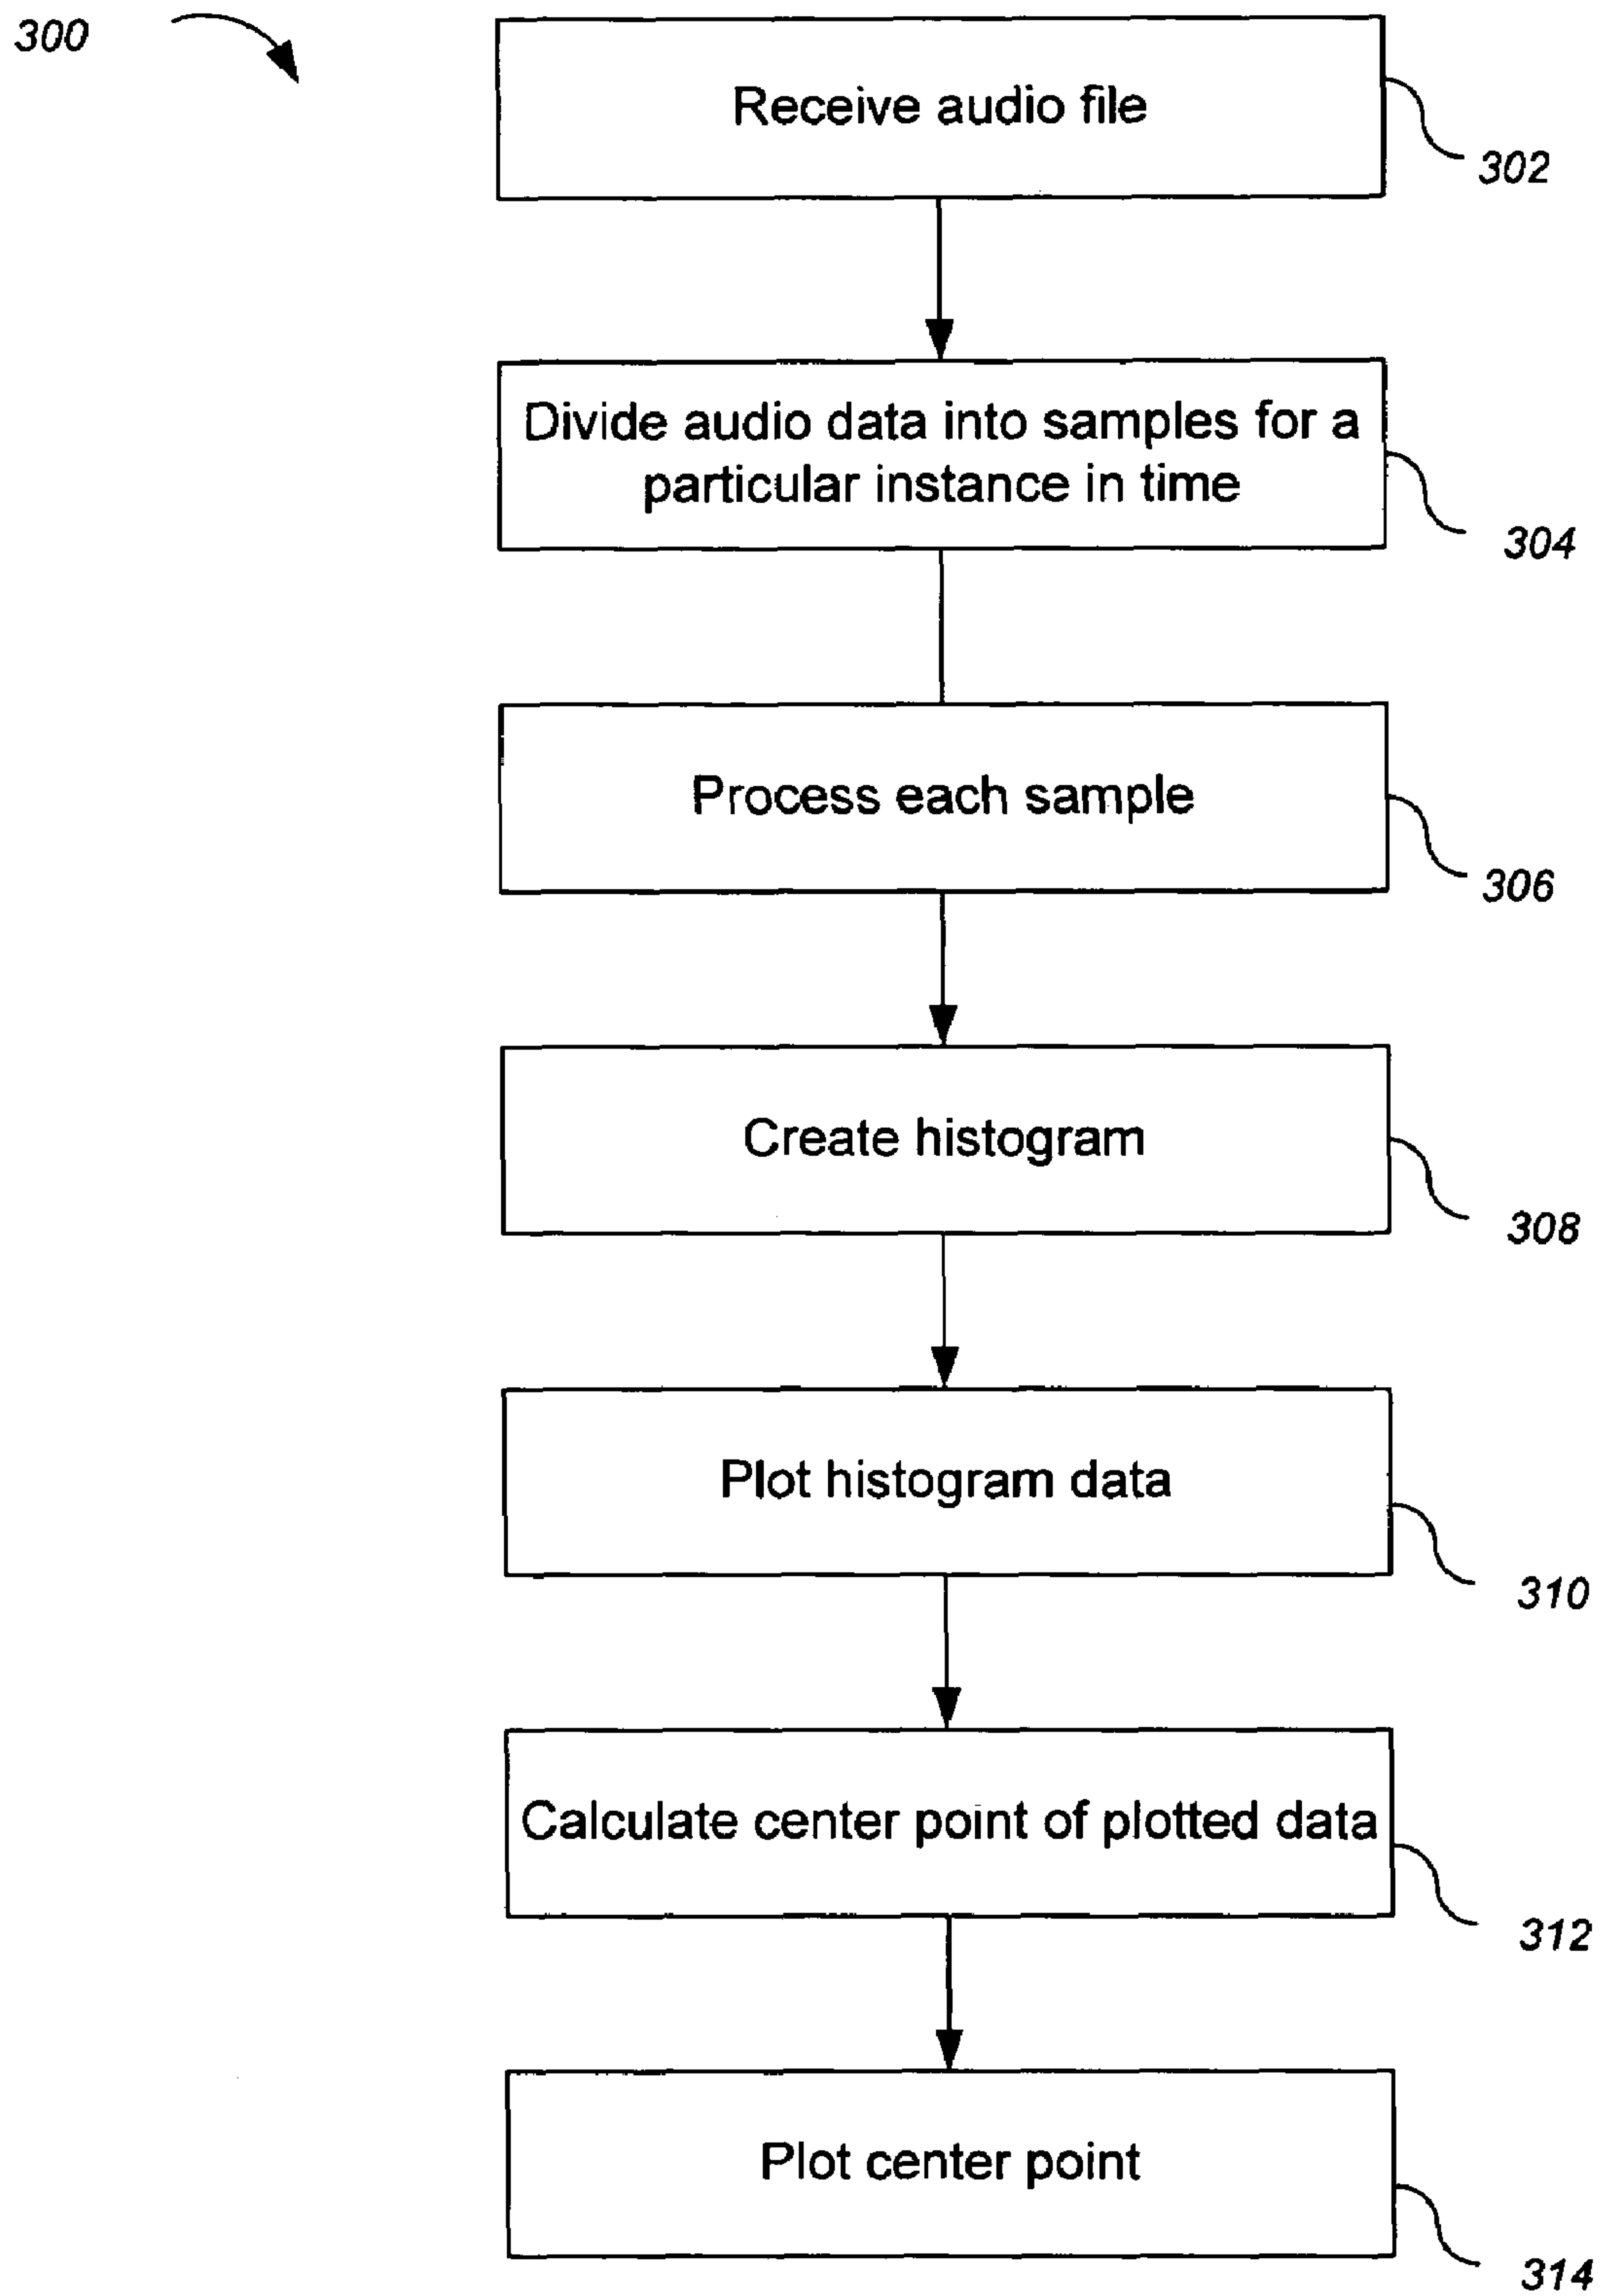 300
Receive audio file
302
Divide audio data into samples for a
particular instance in time
304
Process each sample
306
Create histogram
308
Plot histogram data
310
Calculate center point of plotted data
312
Plot center point
314